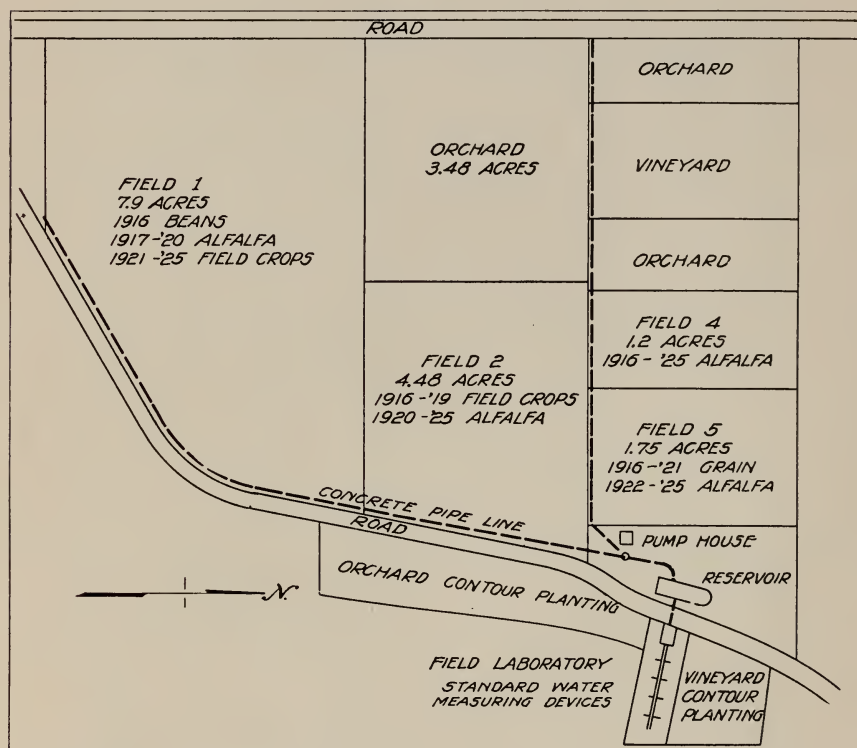 ROAD
ORCHARD
VINEYARD
ORCHARD
3.48 ACRES
FIELD 1
7.9 ACRES
1916 BEANS
1917-'20 ALFALFA
1921-'25 FIELD CROPS
ORCHARD
FIELD 4
1.2 ACRES
1916-'25 ALFALFA
FIELD 2
4.48 ACRES
1916-'19 FIELD CROPS
1920-'25 ALFALFA
FIELD 5
1.75 ACRES
1916-'21 GRAIN
1922-'25 ALFALFA
CONCRETE PIPE LINE
ROAD
PUMP HOUSE
RESERVOIR
ORCHARD CONTOUR PLANTING
N.
FIELD LABORATORY
STANDARD WATER
MEASURING DEVICES
VINEYARD
CONTOUR
PLANTING